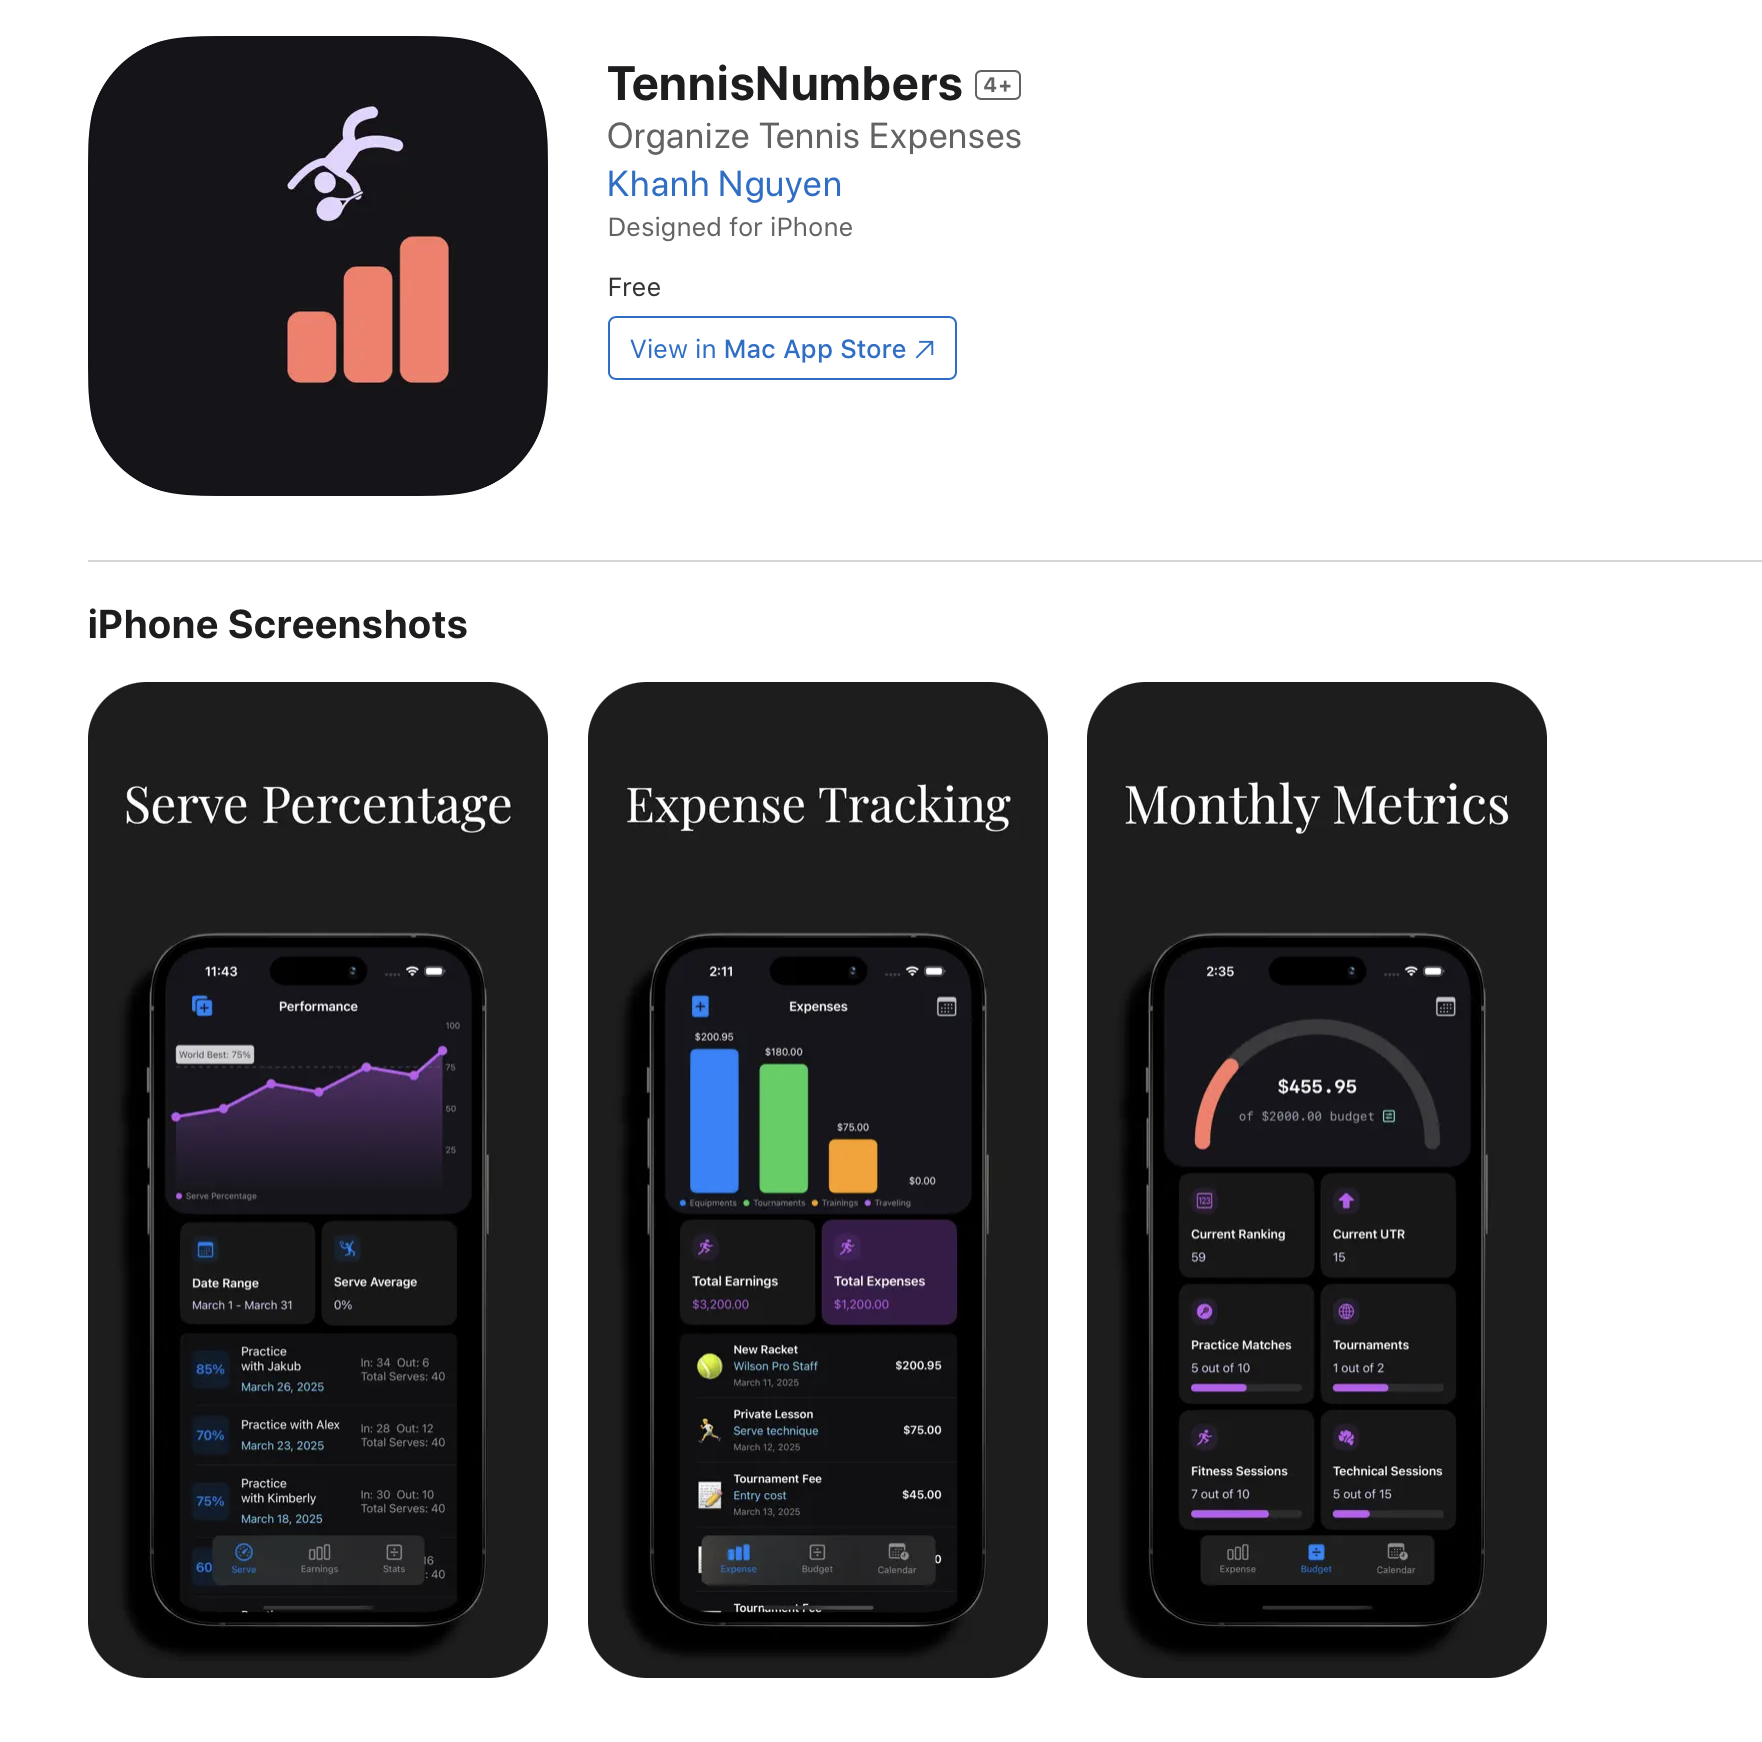 TennisNumbers 4+
Organize Tennis Expenses
Khanh Nguyen
Designed for iPhone
Free
View in Mac App Store
iPhone Screenshots
Serve Percentage
11:43
Performance
100
World Best: 75%
75
50
25
Serve Percentage
Date Range
March 1 - March 31
Serve Average
0%
85%
Practice
with Jakub
March 26, 2025
In: 34 Out: 6
Total Serves: 40
70%
Practice with Alex
March 23, 2025
In: 28 Out: 12
Total Serves: 40
75%
Practice
with Kimberly
March 18, 2025
In: 30 Out: 10
Total Serves: 40
60
16
: 40
Serve Earnings Stats
Expense Tracking
2:11
Expenses
$200.95
$180.00
$75.00
$0.00
Equipments Tournaments Trainings Traveling
Total Earnings
$3,200.00
Total Expenses
$1,200.00
New Racket
Wilson Pro Staff
March 11, 2025
$200.95
Private Lesson
Serve technique
March 12, 2025
$75.00
Tournament Fee
Entry cost
March 13, 2025
$45.00
0
Expense Budget Calendar
Tournament Fee
Monthly Metrics
2:35
$455.95
of $2000.00 budget
123
Current Ranking
59
Current UTR
15
Practice Matches
5 out of 10
Tournaments
1 out of 2
Fitness Sessions
7 out of 10
Technical Sessions
5 out of 15
Expense Budget Calendar